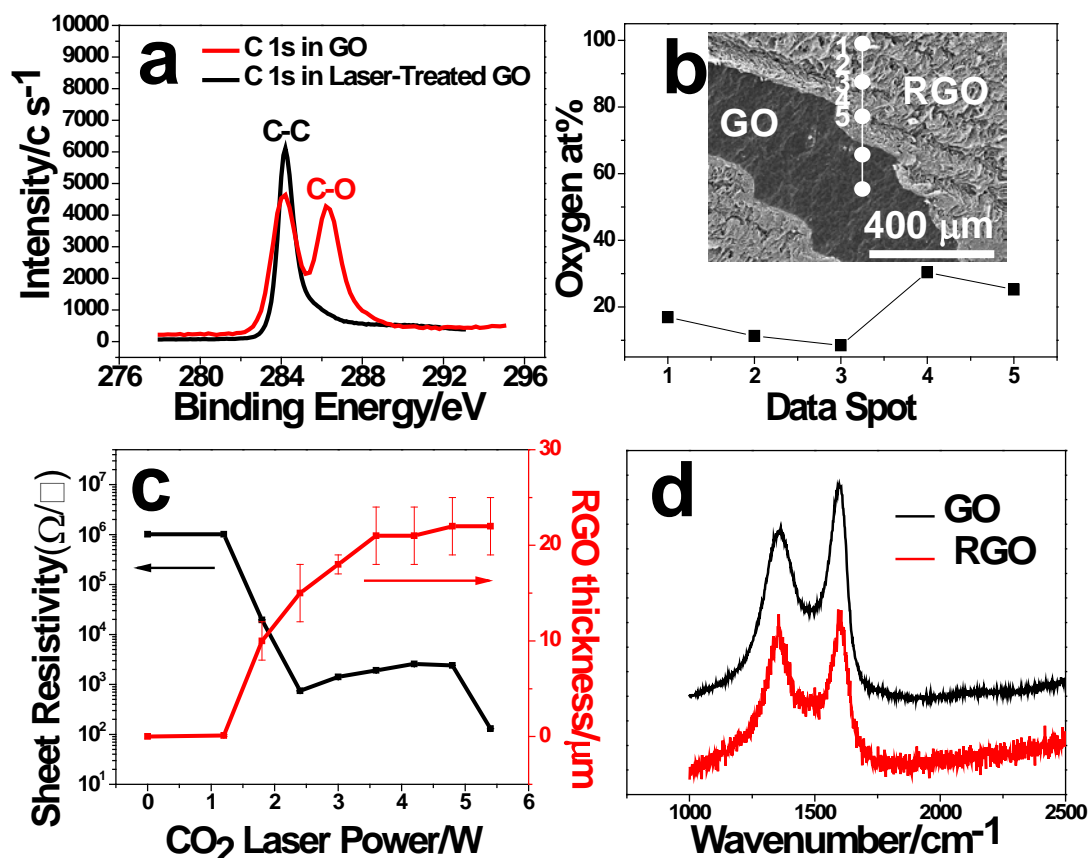 a
C 1s in GO
C 1s in Laser-Treated GO
C-C
C-O
Intensity/c s-1
10000
9000
8000
7000
6000
5000
4000
3000
2000
1000
0
276 280 284 288 292 296
Binding Energy/eV
b
GO
RGO
1
2
3
4
5
400 μm
Oxygen at%
100
80
60
40
20
1 2 3 4 5
Data Spot
c
Sheet Resistivity(Ω/□)
10⁷
10⁶
10⁵
10⁴
10³
10²
10¹
0 1 2 3 4 5 6
CO2 Laser Power/W
30
20
10
0
RGO thickness/μm
d
GO
RGO
1000 1500 2000 2500
Wavenumber/cm-1